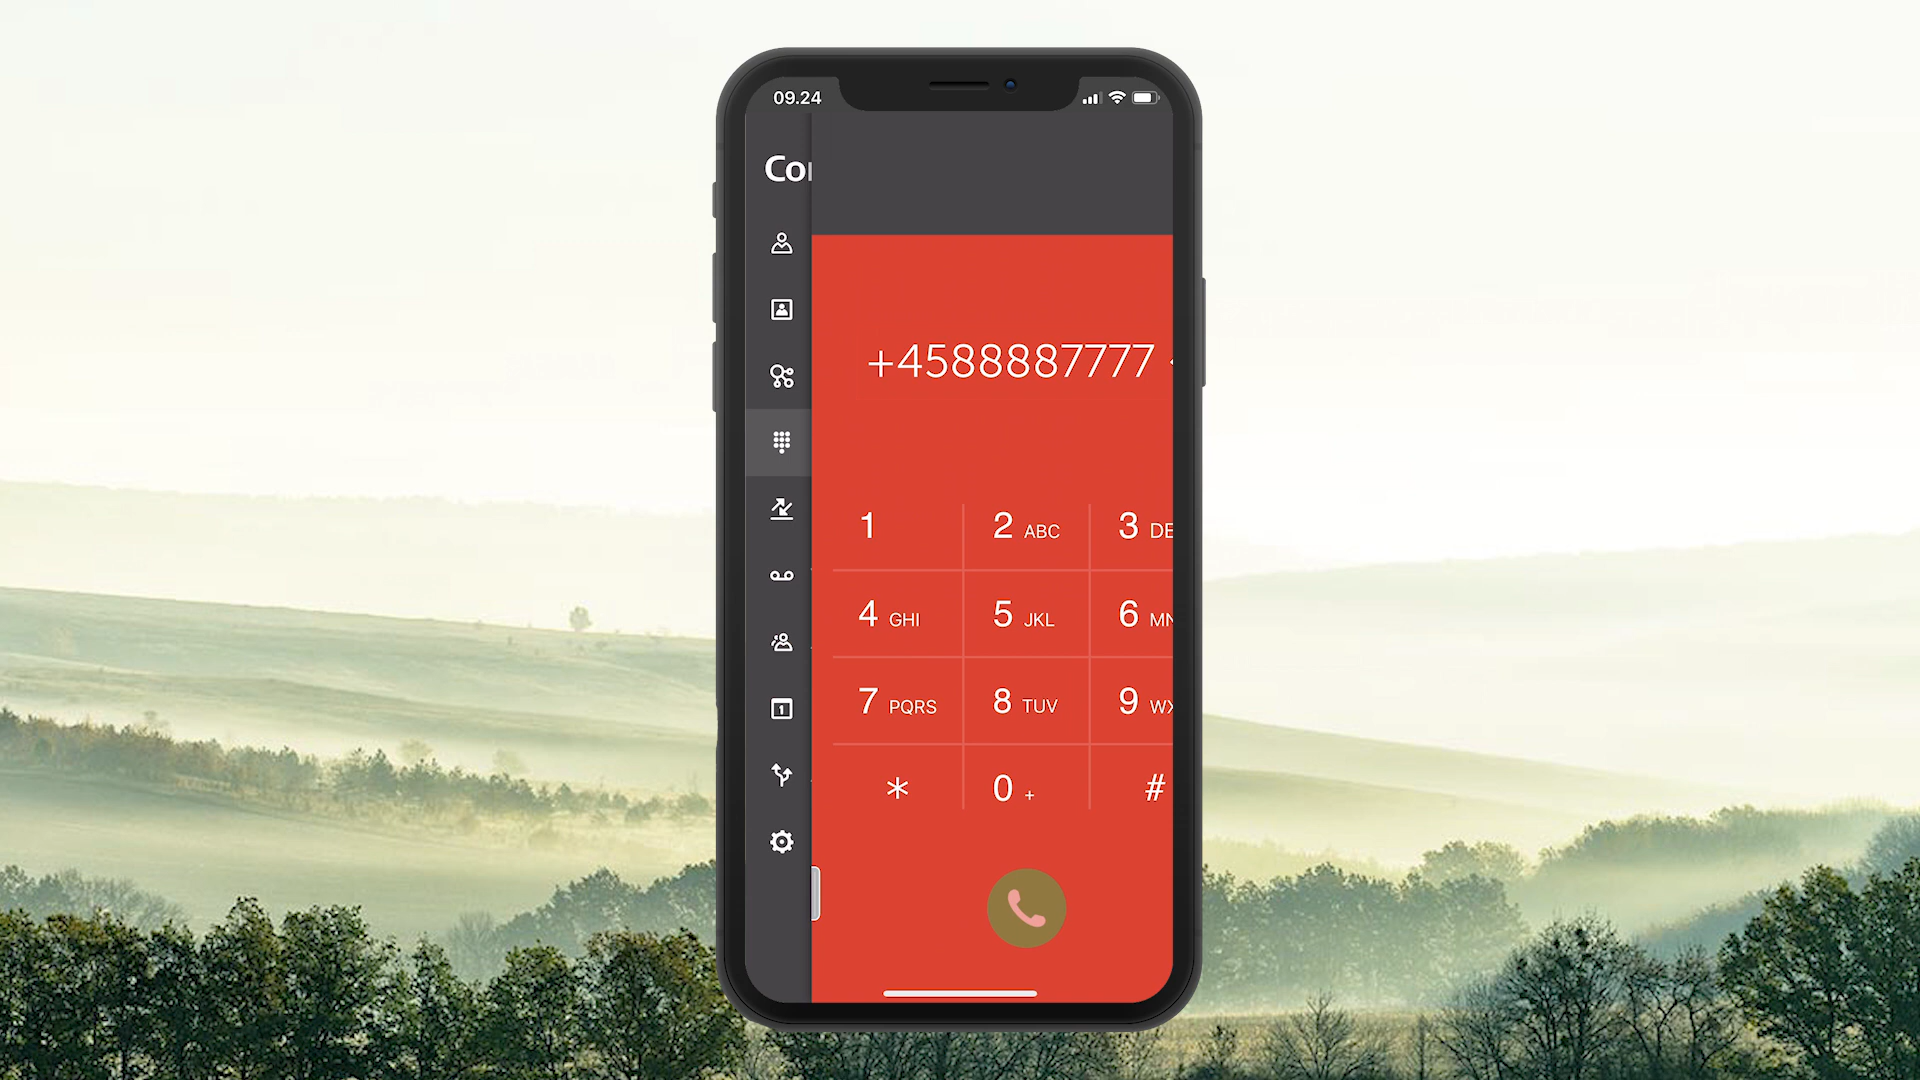 09.24
Co
+4588887777
1
2 ABC
3 DE
4 GHI
5 JKL
6 MN
7 PQRS
8 TUV
9 WX
*
0 +
#
1